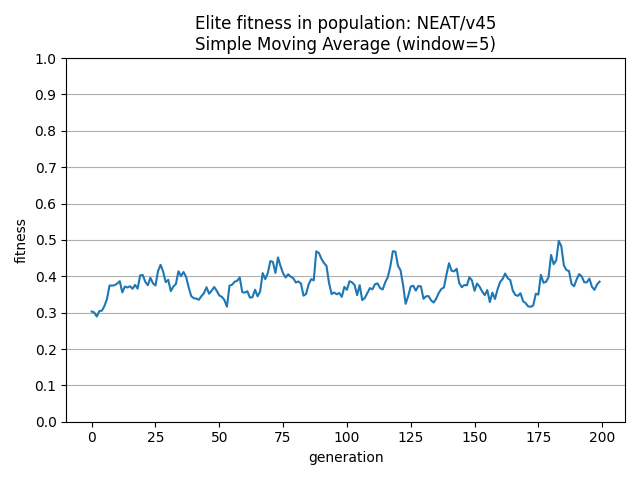 Elite fitness in population: NEAT/v45
Simple Moving Average (window=5)
1.0
0.9
0.8
0.7
0.6
0.5
0.4
0.3
0.2
0.1
0.0
fitness
0 25 50 75 100 125 150 175 200
generation